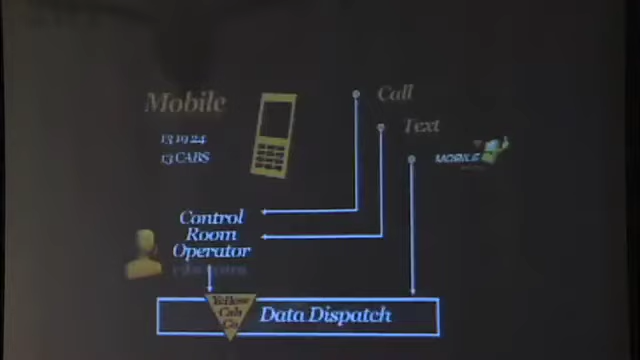 Mobile
13 19 24
13 CABS
Call
Text
MOBILE
Control
Room
Operator
Yellow
Cab
Co
Data Dispatch